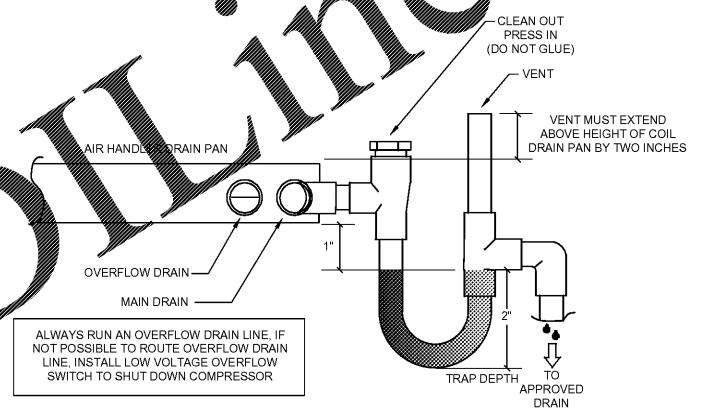 CLEAN OUT
PRESS IN
(DO NOT GLUE)
VENT
VENT MUST EXTEND
ABOVE HEIGHT OF COIL
DRAIN PAN BY TWO INCHES
AIR HANDLER DRAIN PAN
1"
OVERFLOW DRAIN
MAIN DRAIN
2"
ALWAYS RUN AN OVERFLOW DRAIN LINE, IF
NOT POSSIBLE TO ROUTE OVERFLOW DRAIN
LINE, INSTALL LOW VOLTAGE OVERFLOW
SWITCH TO SHUT DOWN COMPRESSOR
TRAP DEPTH
TO
APPROVED
DRAIN